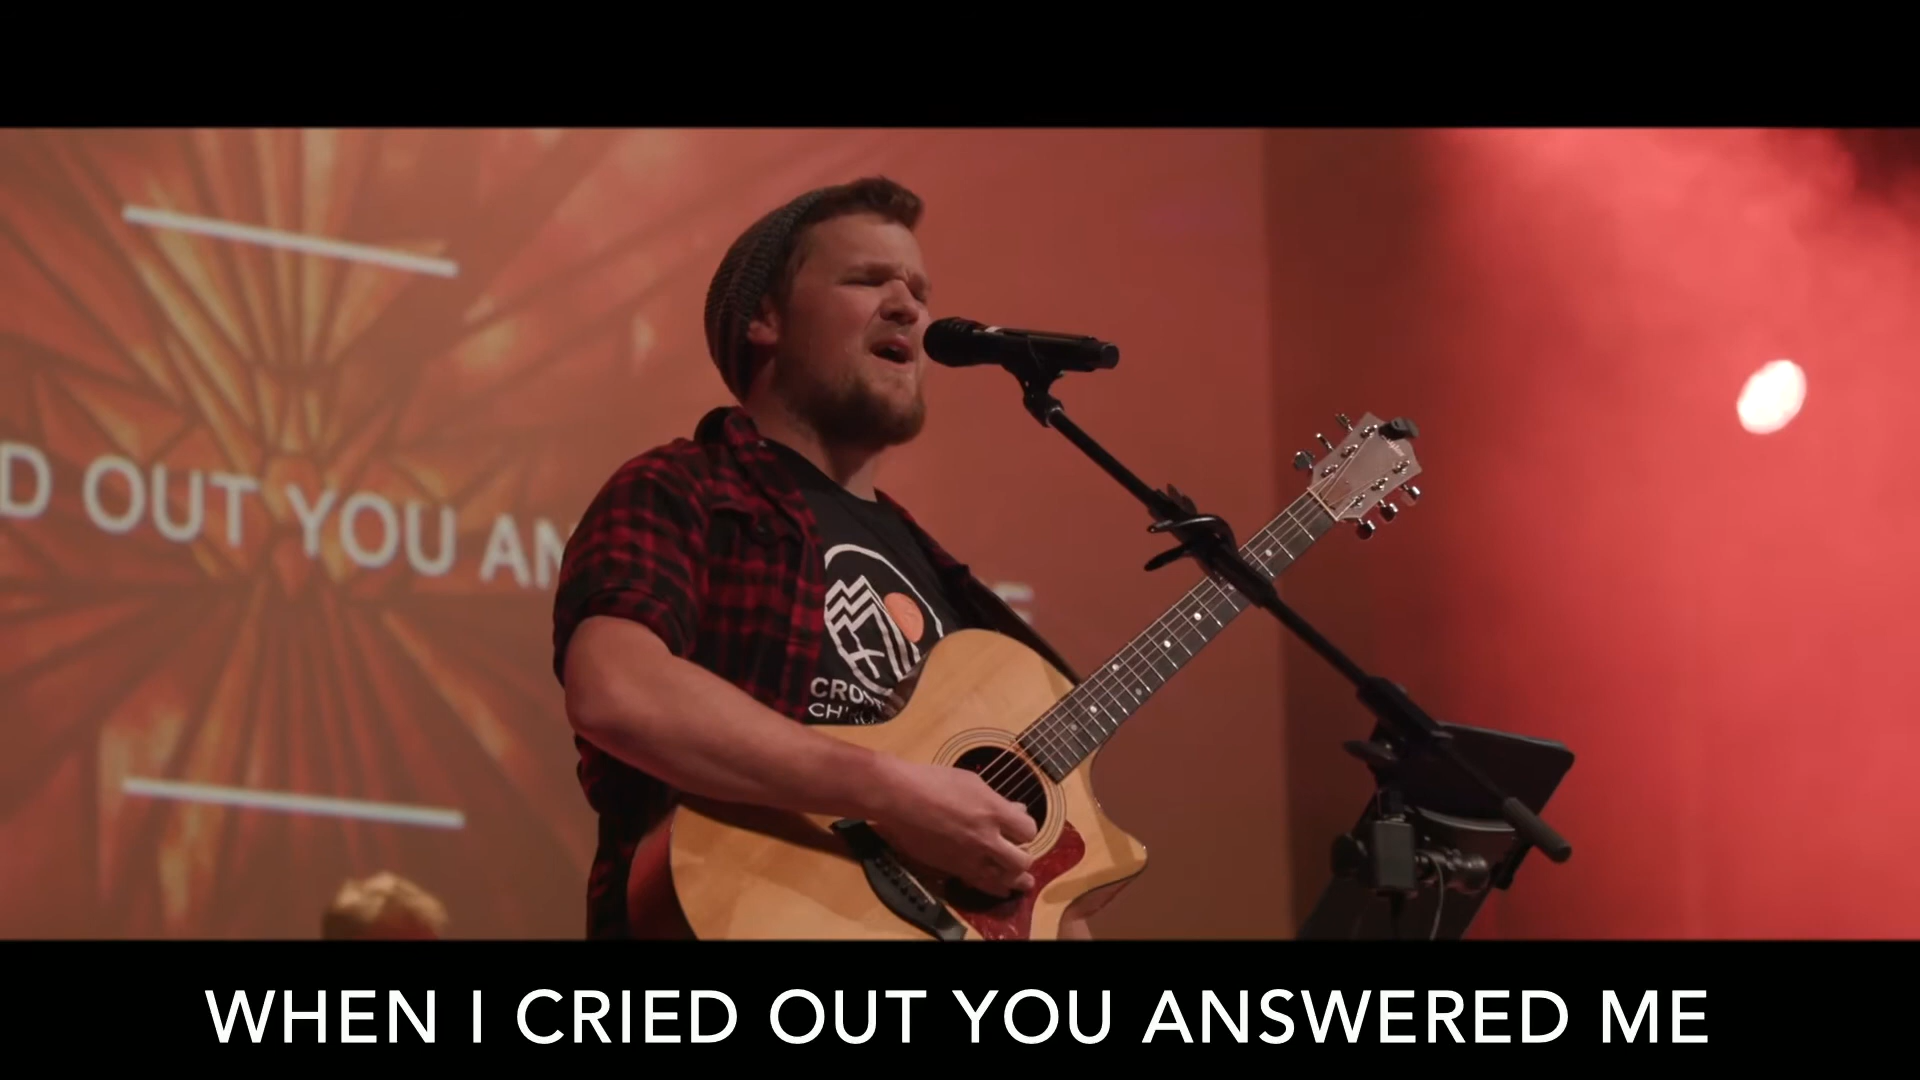 D OUT YOU AN
CRO
CH
WHEN I CRIED OUT YOU ANSWERED ME